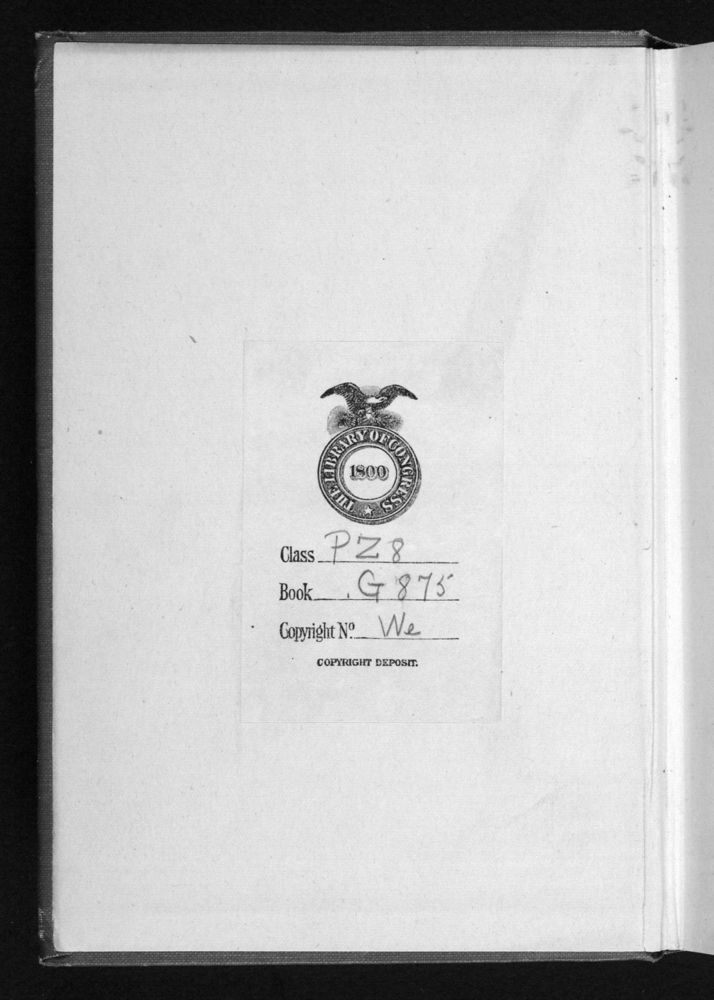 THE LIBRARY OF CONGRESS
1800
Class PZ8
Book .G875
Copyright Nº We
COPYRIGHT DEPOSIT.